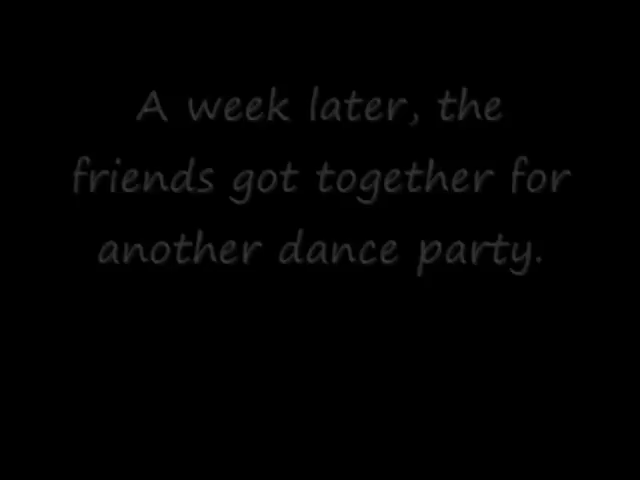 A week later, the
friends got together for
another dance party.